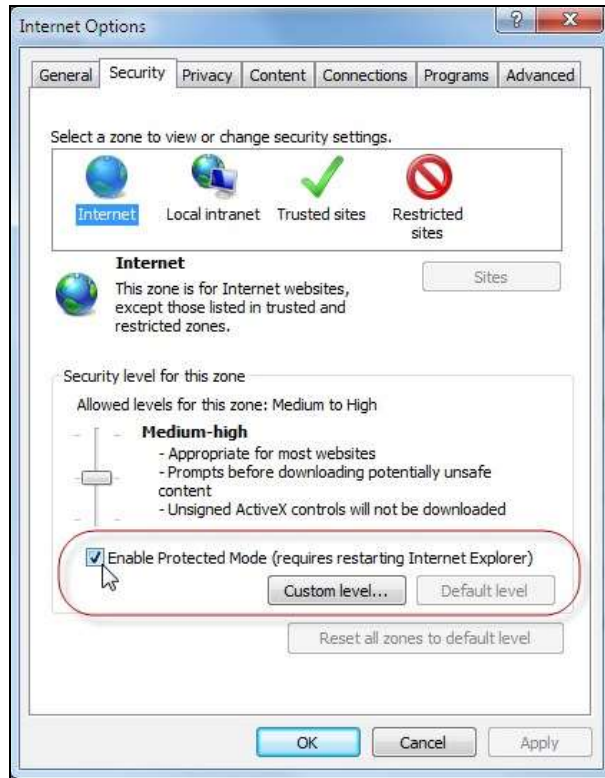 Internet Options
General Security Privacy Content Connections Programs Advanced
Select a zone to view or change security settings.
Internet Local intranet Trusted sites Restricted
sites
Internet
Sites
This zone is for Internet websites,
except those listed in trusted and
restricted zones.
Security level for this zone
Allowed levels for this zone: Medium to High
Medium-high
- Appropriate for most websites
- Prompts before downloading potentially unsafe
content
- Unsigned ActiveX controls will not be downloaded
Enable Protected Mode (requires restarting Internet Explorer)
Custom level... Default level
Reset all zones to default level
OK Cancel Apply